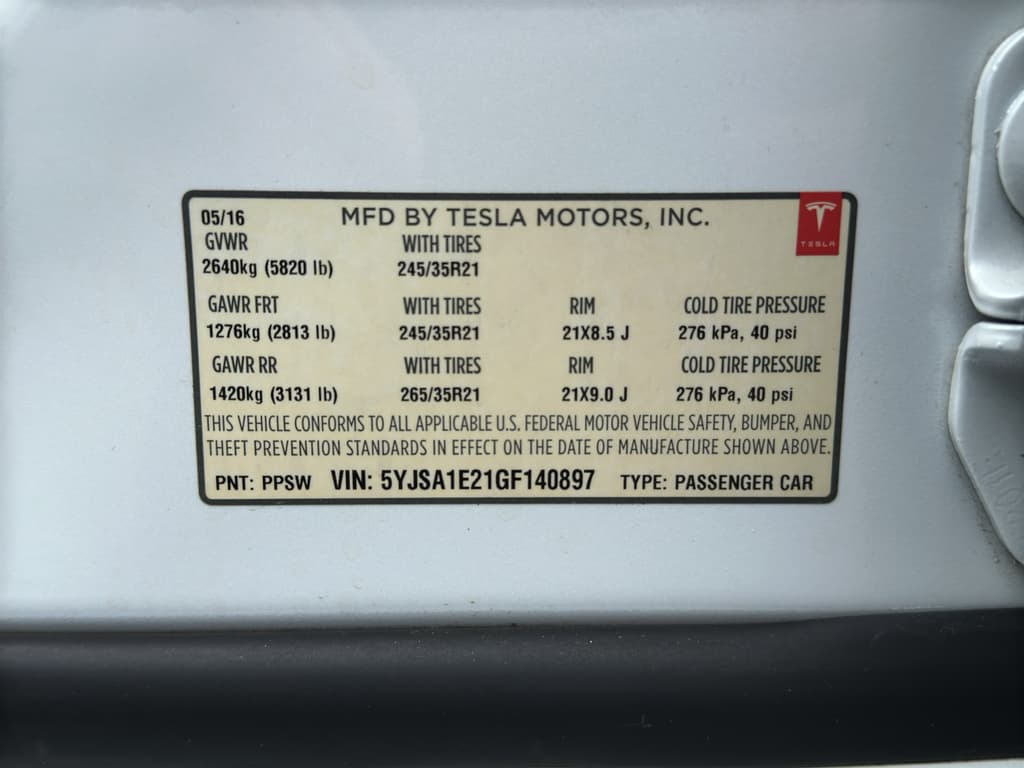 05/16 MFD BY TESLA MOTORS, INC.
TESLA
GVWR WITH TIRES
2640kg (5820 lb) 245/35R21
GAWR FRT WITH TIRES RIM COLD TIRE PRESSURE
1276kg (2813 lb) 245/35R21 21X8.5 J 276 kPa, 40 psi
GAWR RR WITH TIRES RIM COLD TIRE PRESSURE
1420kg (3131 lb) 265/35R21 21X9.0 J 276 kPa, 40 psi
THIS VEHICLE CONFORMS TO ALL APPLICABLE U.S. FEDERAL MOTOR VEHICLE SAFETY, BUMPER, AND
THEFT PREVENTION STANDARDS IN EFFECT ON THE DATE OF MANUFACTURE SHOWN ABOVE.
PNT: PPSW VIN: 5YJSA1E21GF140897 TYPE: PASSENGER CAR